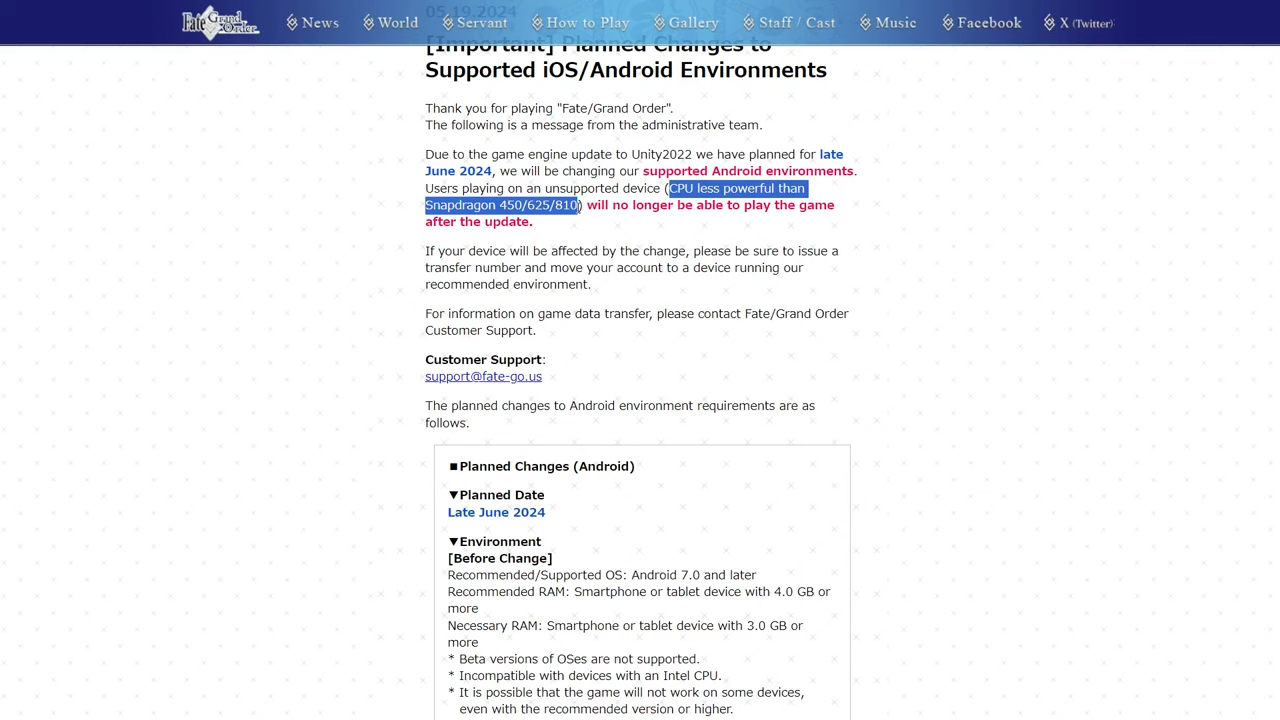 Fate Grand Order
News
World
Servant
How to Play
Gallery
Staff / Cast
Music
Facebook
X (Twitter)
05.19.2024
[Important] Planned Changes to
Supported iOS/Android Environments
Thank you for playing "Fate/Grand Order".
The following is a message from the administrative team.
Due to the game engine update to Unity2022 we have planned for late
June 2024, we will be changing our supported Android environments.
Users playing on an unsupported device (CPU less powerful than
Snapdragon 450/625/810) will no longer be able to play the game
after the update.
If your device will be affected by the change, please be sure to issue a
transfer number and move your account to a device running our
recommended environment.
For information on game data transfer, please contact Fate/Grand Order
Customer Support.
Customer Support:
support@fate-go.us
The planned changes to Android environment requirements are as
follows.
■Planned Changes (Android)
▼Planned Date
Late June 2024
▼Environment
[Before Change]
Recommended/Supported OS: Android 7.0 and later
Recommended RAM: Smartphone or tablet device with 4.0 GB or
more
Necessary RAM: Smartphone or tablet device with 3.0 GB or
more
* Beta versions of OSes are not supported.
* Incompatible with devices with an Intel CPU.
* It is possible that the game will not work on some devices,
even with the recommended version or higher.